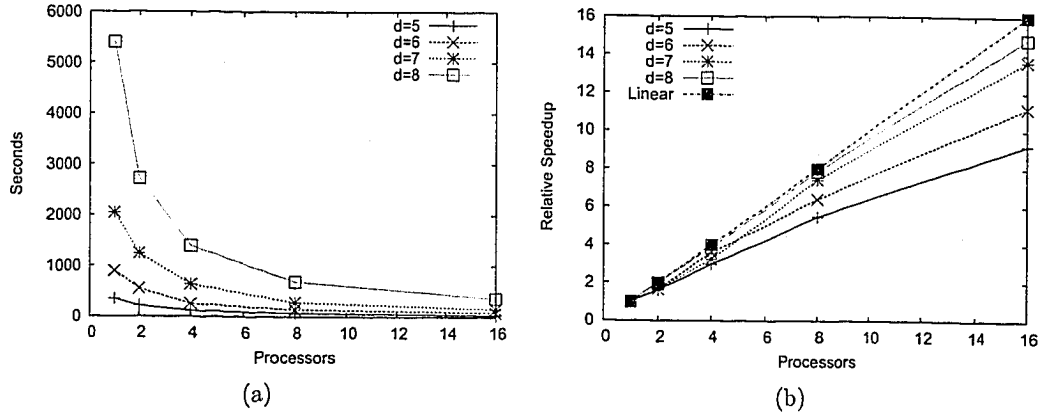 6000
5000
4000
3000
2000
1000
0
Seconds
0 2 4 6 8 10 12 14 16
Processors
d=5
d=6
d=7
d=8
(a)
16
14
12
10
8
6
4
2
0
Relative Speedup
0 2 4 6 8 10 12 14 16
Processors
d=5
d=6
d=7
d=8
Linear
(b)